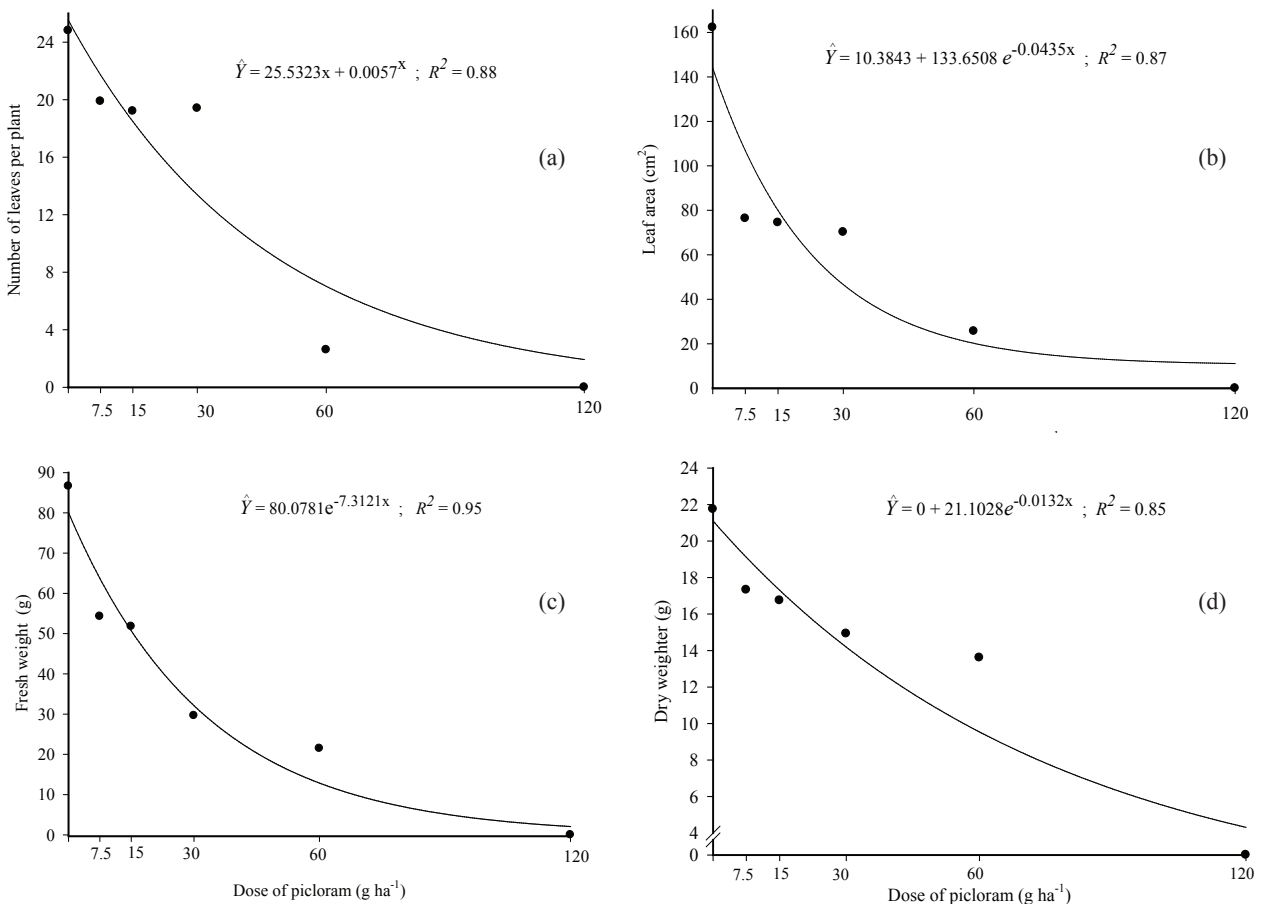 24
20
16
12
8
4
0
Number of leaves per plant
Ŷ = 25.5323x + 0.0057^x ; R² = 0.88
(a)
7.5 15 30 60 120
160
140
120
100
80
60
40
20
0
Leaf area (cm²)
Ŷ = 10.3843 + 133.6508 e^-0.0435x ; R² = 0.87
(b)
7.5 15 30 60 120
90
80
70
60
50
40
30
20
10
0
Fresh weight (g)
Ŷ = 80.0781e^-7.3121x ; R² = 0.95
(c)
7.5 15 30 60 120
Dose of picloram (g ha⁻¹)
24
22
20
18
16
14
12
10
8
6
4
0
Dry weighter (g)
Ŷ = 0 + 21.1028e^-0.0132x ; R² = 0.85
(d)
7.5 15 30 60 120
Dose of picloram (g ha⁻¹)